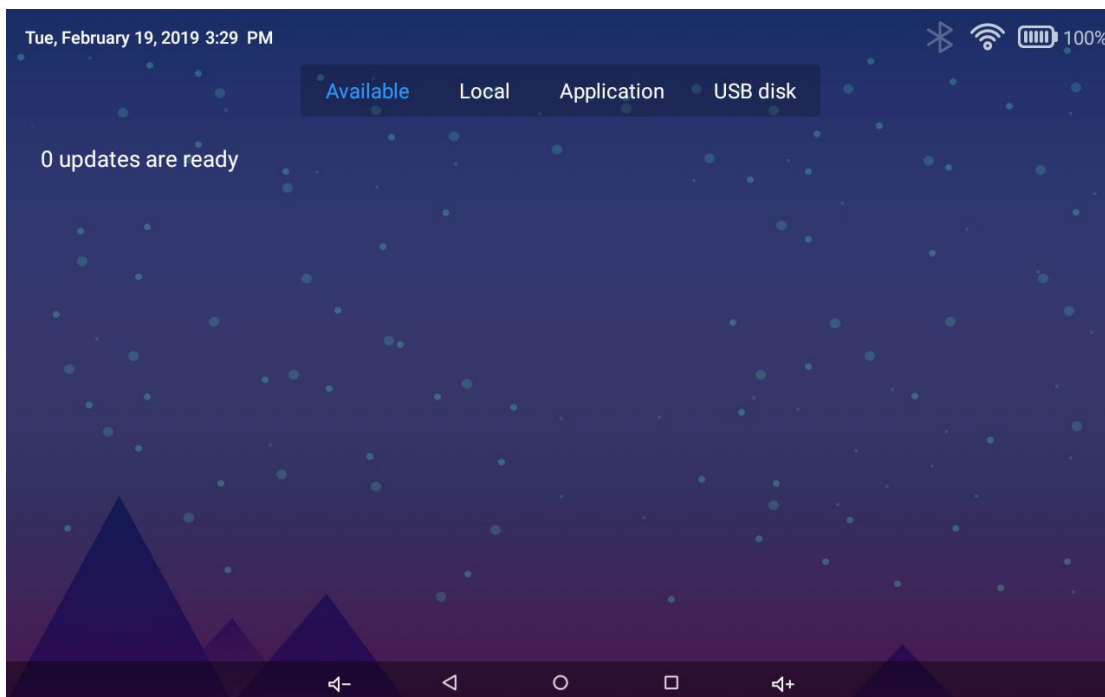 Tue, February 19, 2019 3:29 PM 100%
Available Local Application USB disk
0 updates are ready